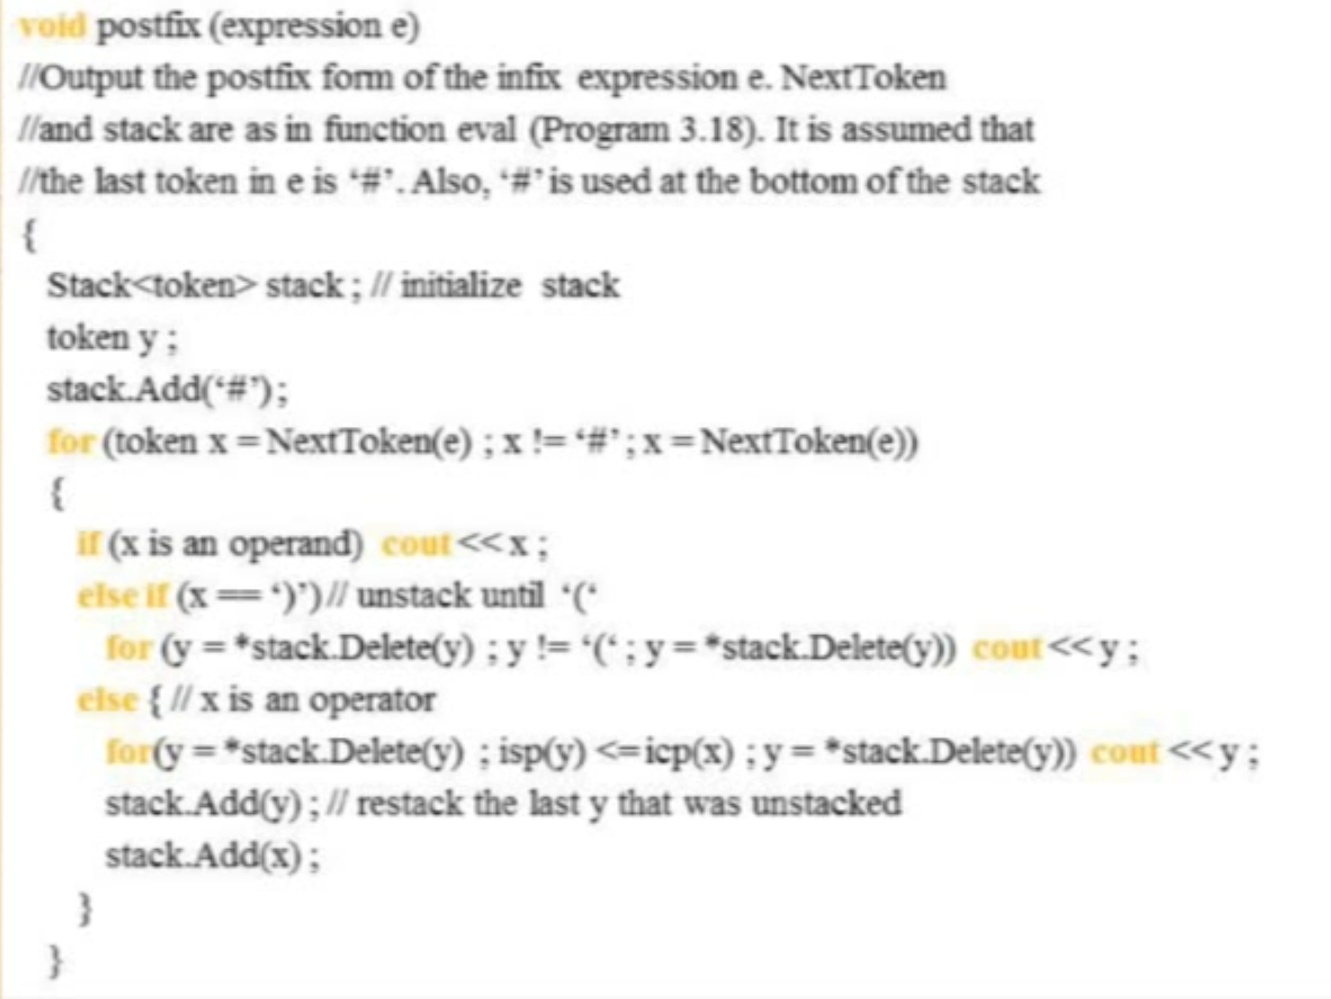 void postfix (expression e)
//Output the postfix form of the infix expression e. NextToken
//and stack are as in function eval (Program 3.18). It is assumed that
//the last token in e is ‘#’. Also, ‘#’ is used at the bottom of the stack
{
Stack<token> stack ; // initialize stack
token y ;
stack.Add(‘#’);
for (token x = NextToken(e) ; x != ‘#’ ; x = NextToken(e))
{
if (x is an operand) cout << x ;
else if (x == ‘)’) // unstack until ‘(‘
for (y = *stack.Delete(y) ; y != ‘(‘ ; y = *stack.Delete(y)) cout << y ;
else { // x is an operator
for(y = *stack.Delete(y) ; isp(y) <= icp(x) ; y = *stack.Delete(y)) cout << y ;
stack.Add(y) ; // restack the last y that was unstacked
stack.Add(x) ;
}
}